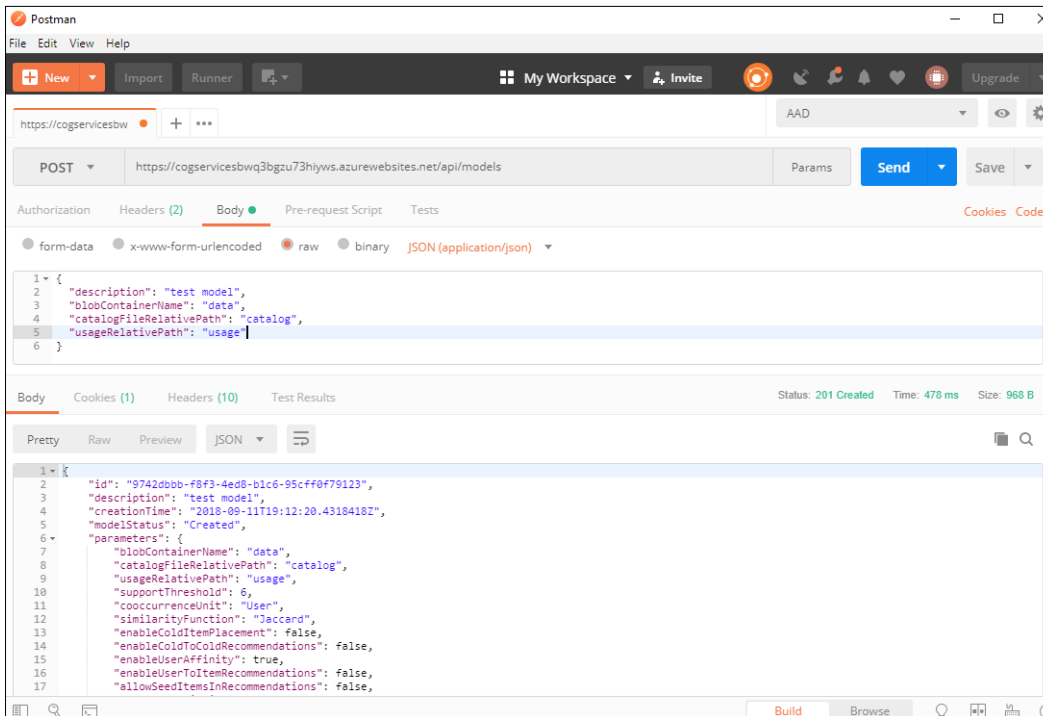 Postman
File Edit View Help
New Import Runner My Workspace Invite Upgrade
https://cogservicesbw + ••• AAD
POST https://cogservicesbwq3bgzu73hiyws.azurewebsites.net/api/models Params Send Save
Authorization Headers (2) Body Pre-request Script Tests Cookies Code
form-data x-www-form-urlencoded raw binary JSON (application/json)
1 {
2 "description": "test model",
3 "blobContainerName": "data",
4 "catalogFileRelativePath": "catalog",
5 "usageRelativePath": "usage"
6 }
Body Cookies (1) Headers (10) Test Results Status: 201 Created Time: 478 ms Size: 968 B
Pretty Raw Preview JSON
1 {
2 "id": "9742dbbb-f8f3-4ed8-b1c6-95cff0f79123",
3 "description": "test model",
4 "creationTime": "2018-09-11T19:12:20.4318418Z",
5 "modelStatus": "Created",
6 "parameters": {
7 "blobContainerName": "data",
8 "catalogFileRelativePath": "catalog",
9 "usageRelativePath": "usage",
10 "supportThreshold": 6,
11 "cooccurrenceUnit": "User",
12 "similarityFunction": "Jaccard",
13 "enableColdItemPlacement": false,
14 "enableColdToColdRecommendations": false,
15 "enableUserAffinity": true,
16 "enableUserToItemRecommendations": false,
17 "allowSeedItemsInRecommendations": false,
Build Browse